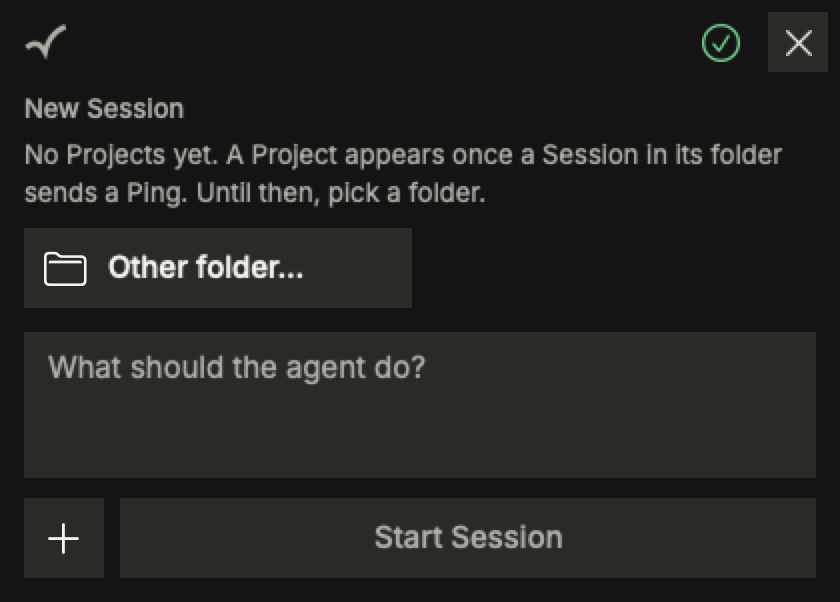 New Session
No Projects yet. A Project appears once a Session in its folder
sends a Ping. Until then, pick a folder.
Other folder...
What should the agent do?
Start Session